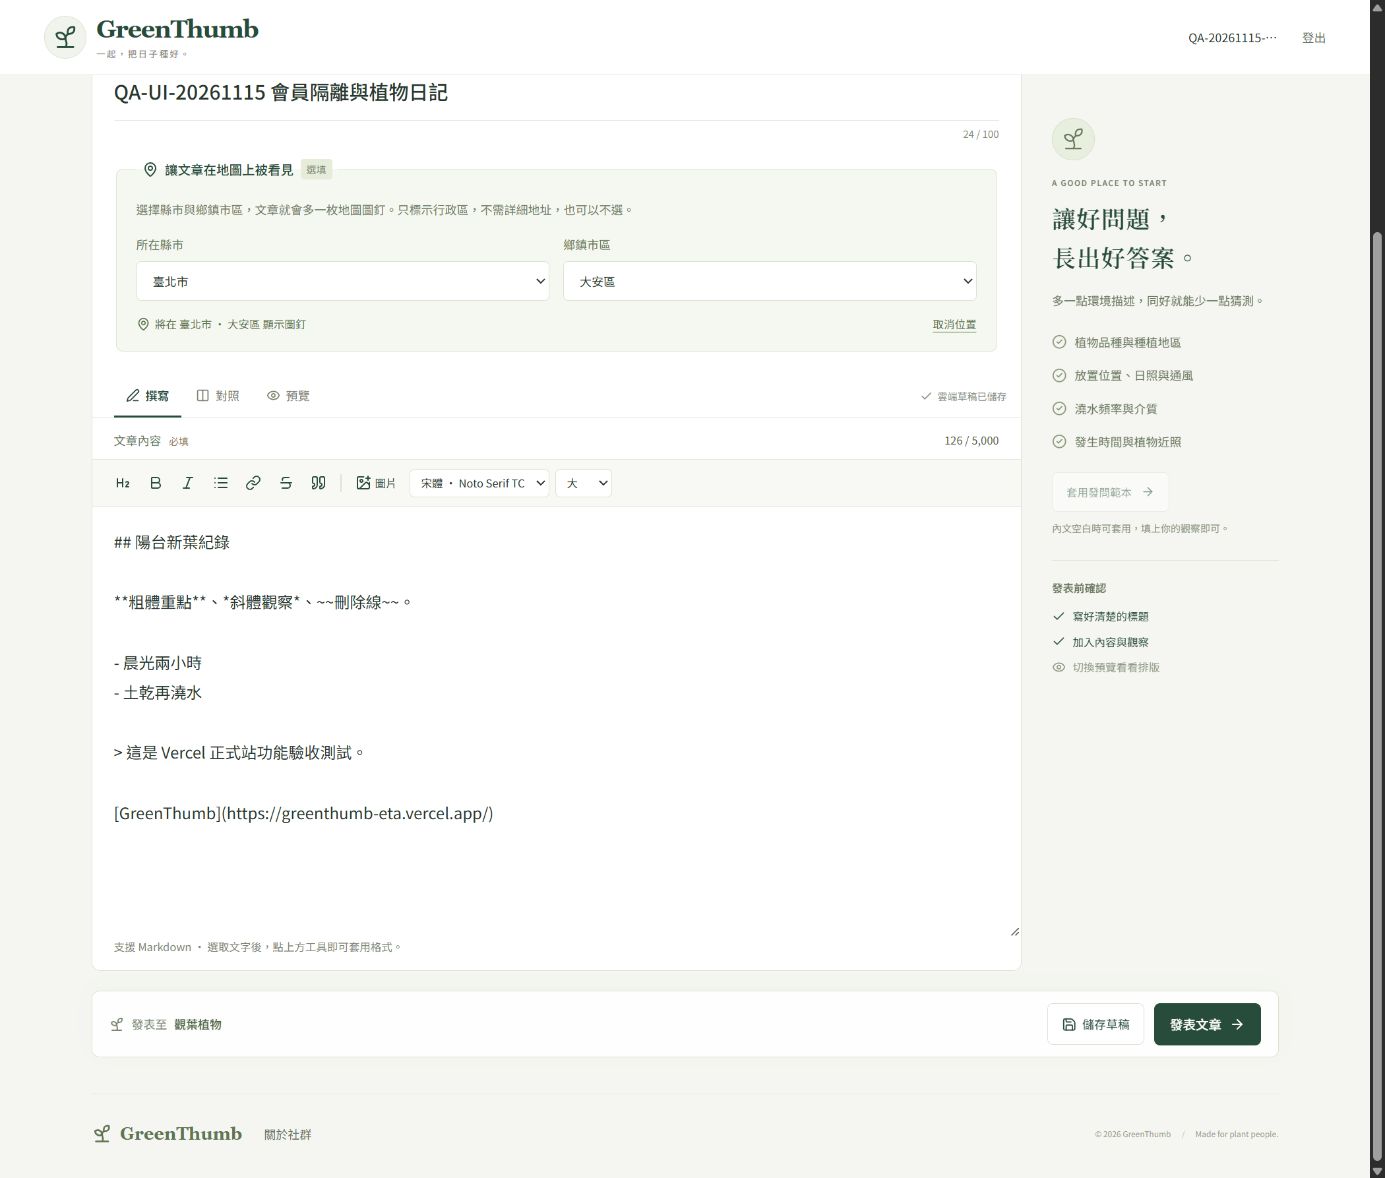 GreenThumb
一起，把日子種好。
QA-20261115-…
登出
QA-UI-20261115 會員隔離與植物日記
24 / 100
讓文章在地圖上被看見 選填
選擇縣市與鄉鎮市區，文章就會多一枚地圖圖釘。只標示行政區，不需詳細地址，也可以不選。
所在縣市
鄉鎮市區
臺北市
大安區
將在 臺北市 · 大安區 顯示圖釘
取消位置
撰寫
對照
預覽
雲端草稿已儲存
文章內容 必填
126 / 5,000
H₂ B I 圖片 宋體 · Noto Serif TC 大
## 陽台新葉紀錄
**粗體重點**、*斜體觀察*、~~刪除線~~。
- 晨光兩小時
- 土乾再澆水
> 這是 Vercel 正式站功能驗收測試。
[GreenThumb](https://greenthumb-eta.vercel.app/)
支援 Markdown · 選取文字後，點上方工具即可套用格式。
A GOOD PLACE TO START
讓好問題，
長出好答案。
多一點環境描述，同好就能少一點猜測。
植物品種與種植地區
放置位置、日照與通風
澆水頻率與介質
發生時間與植物近照
套用發問範本
內文空白時可套用，填上你的觀察即可。
發表前確認
寫好清楚的標題
加入內容與觀察
切換預覽看看排版
發表至 觀葉植物
儲存草稿
發表文章
GreenThumb
關於社群
© 2026 GreenThumb / Made for plant people.